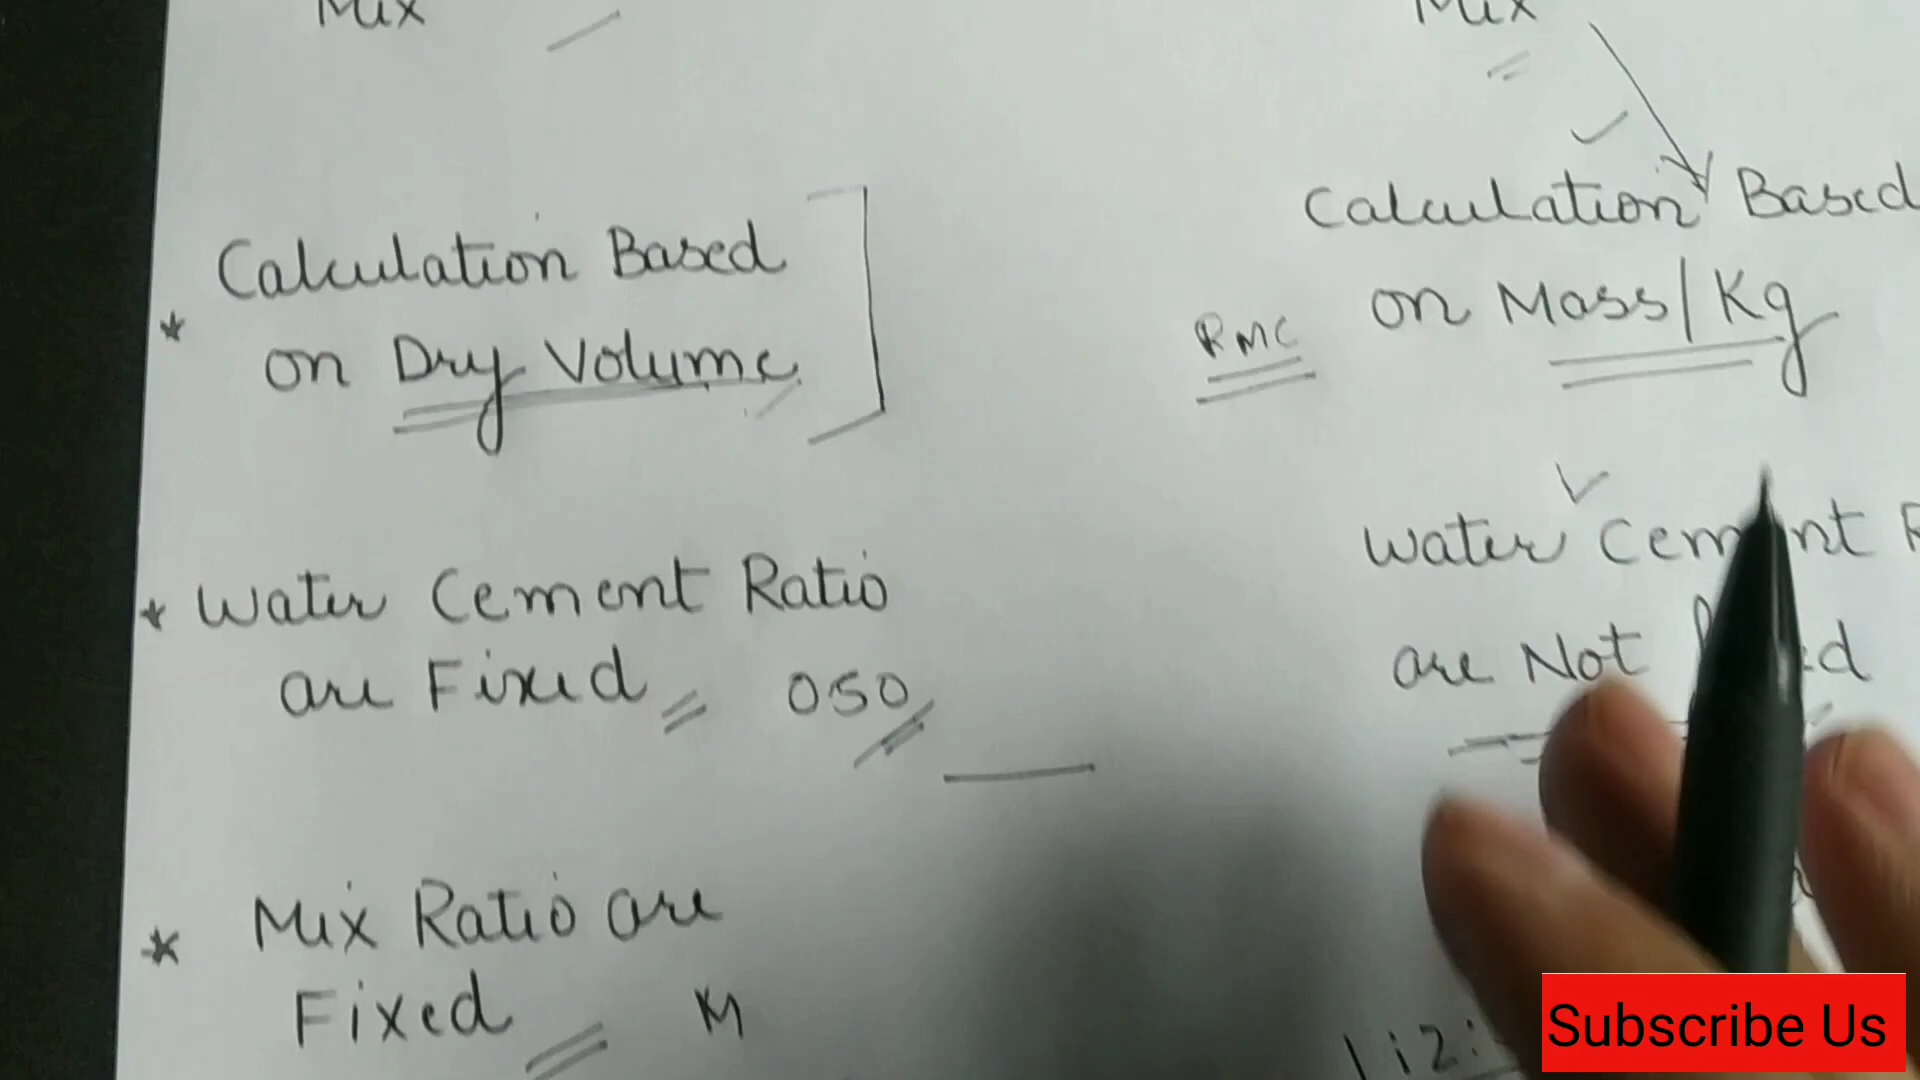 Mix
Calculation Based
on Dry Volume
* Water Cement Ratio
are Fixed 050
* Mix Ratio are
Fixed M
Mix
Calculation Based
on Mass/Kg
RMC
Water Cement
are Not
1:2:
Subscribe Us